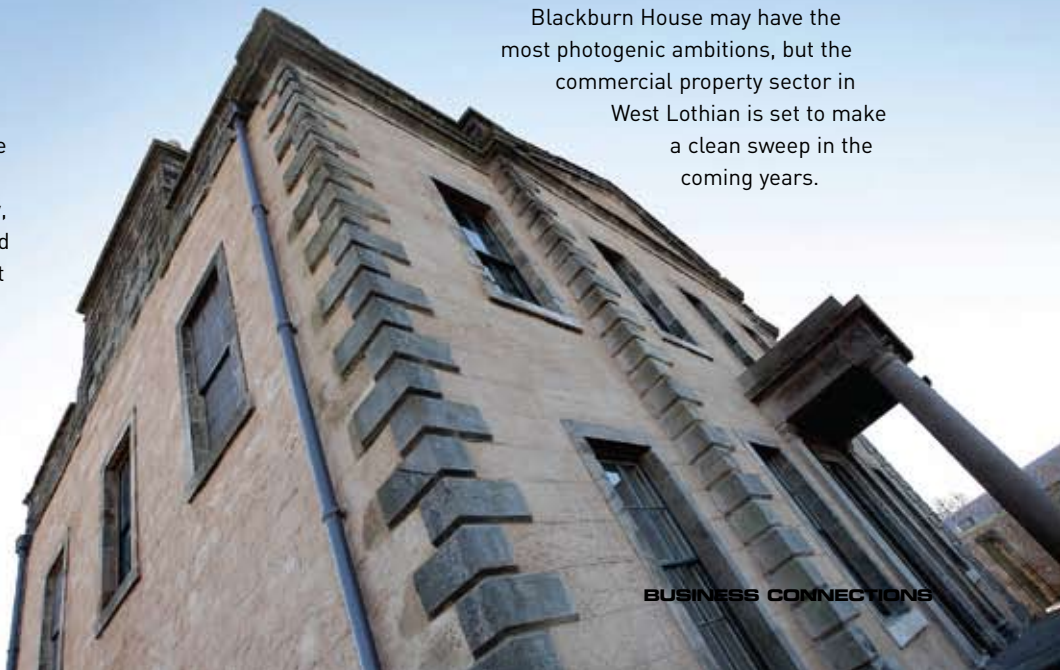 Blackburn House may have the
most photogenic ambitions, but the
commercial property sector in
West Lothian is set to make
a clean sweep in the
coming years.
BUSINESS CONNECTIONS